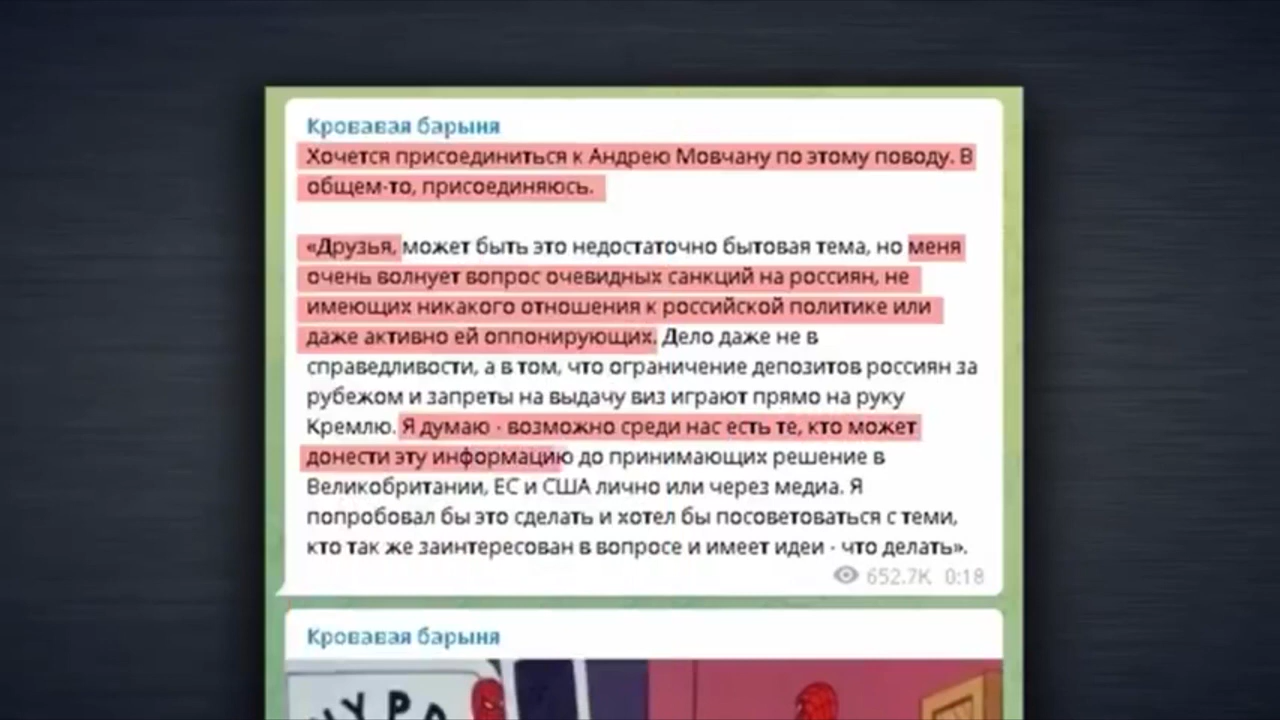 Кровавая барыня
Хочется присоединиться к Андрею Мовчану по этому поводу. В
общем-то, присоединяюсь.
«Друзья, может быть это недостаточно бытовая тема, но меня
очень волнует вопрос очевидных санкций на россиян, не
имеющих никакого отношения к российской политике или
даже активно ей оппонирующих. Дело даже не в
справедливости, а в том, что ограничение депозитов россиян за
рубежом и запреты на выдачу виз играют прямо на руку
Кремлю. Я думаю - возможно среди нас есть те, кто может
донести эту информацию до принимающих решение в
Великобритании, ЕС и США лично или через медиа. Я
попробовал бы это сделать и хотел бы посоветоваться с теми,
кто так же заинтересован в вопросе и имеет идеи - что делать».
652.7K 0:18
Кровавая барыня